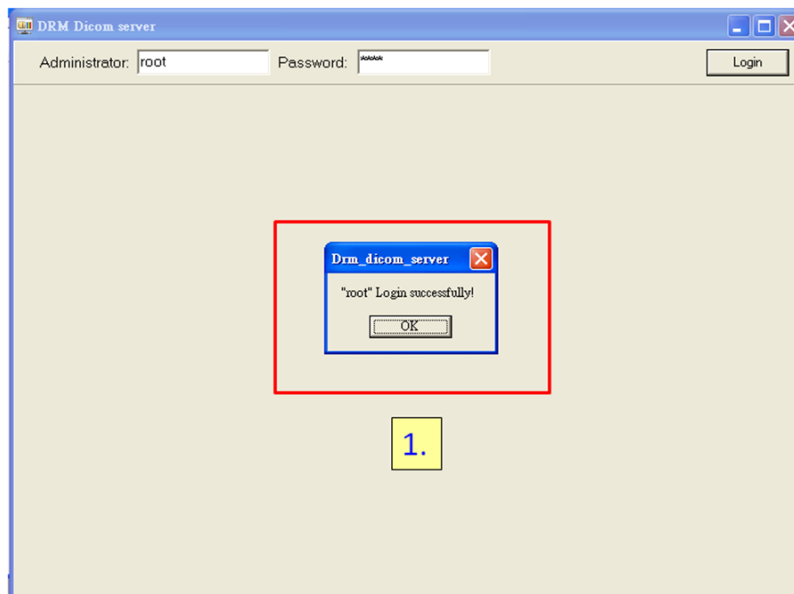 DRM Dicom server
Administrator: root Password: **** Login
Drm_dicom_server
"root" Login successfully!
OK
1.